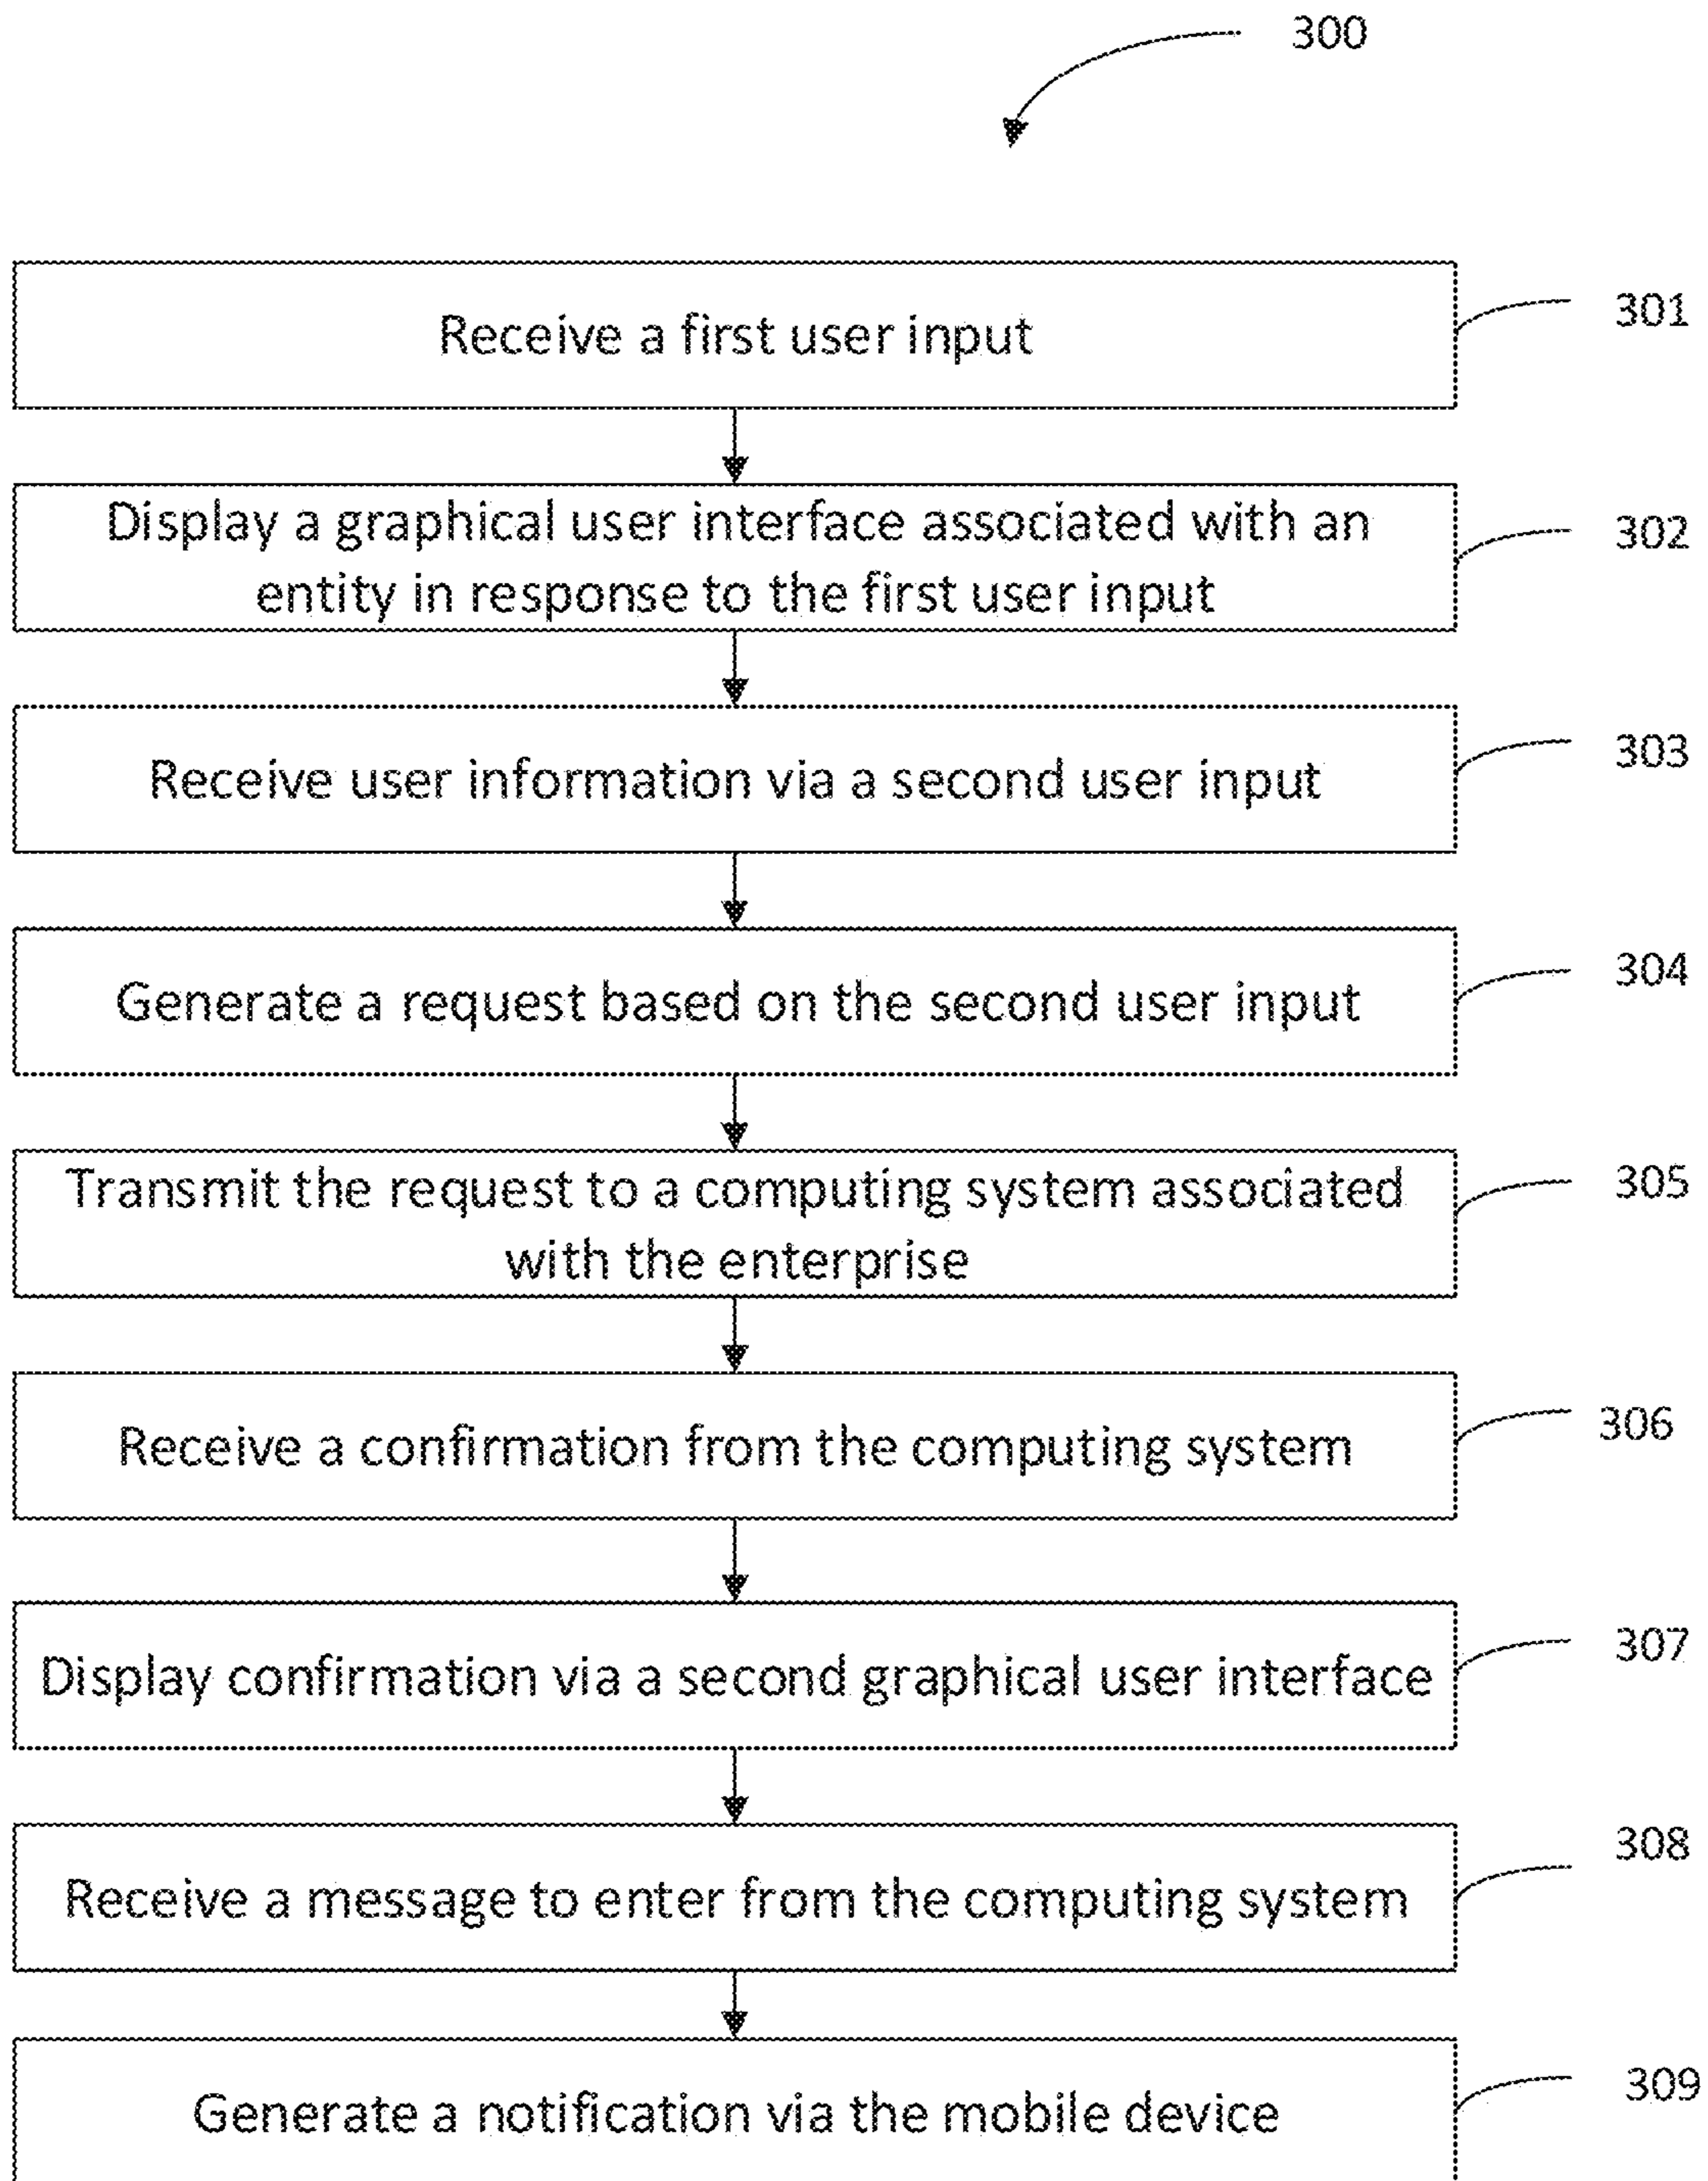 300
Receive a first user input
301
Display a graphical user interface associated with an
entity in response to the first user input
302
Receive user information via a second user input
303
Generate a request based on the second user input
304
Transmit the request to a computing system associated
with the enterprise
305
Receive a confirmation from the computing system
306
Display confirmation via a second graphical user interface
307
Receive a message to enter from the computing system
308
Generate a notification via the mobile device
309